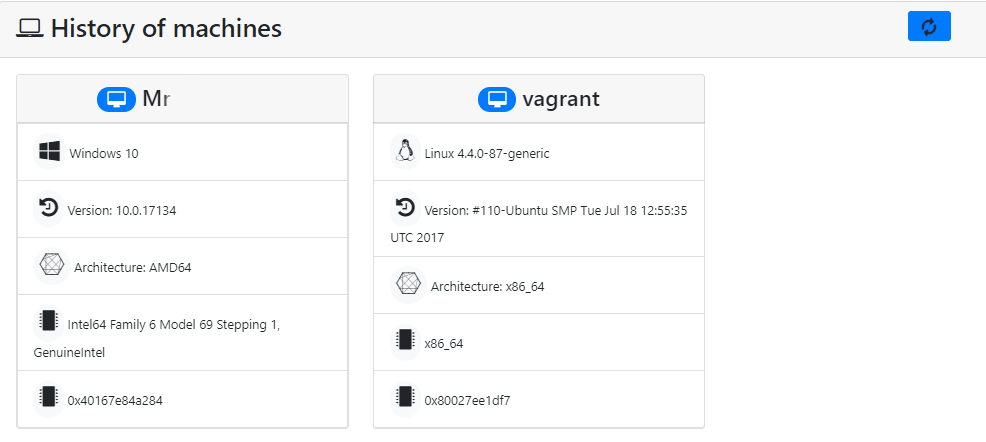 History of machines
Mr
Windows 10
Version: 10.0.17134
Architecture: AMD64
Intel64 Family 6 Model 69 Stepping 1,
GenuineIntel
0x40167e84a284
vagrant
Linux 4.4.0-87-generic
Version: #110-Ubuntu SMP Tue Jul 18 12:55:35
UTC 2017
Architecture: x86_64
x86_64
0x80027ee1df7